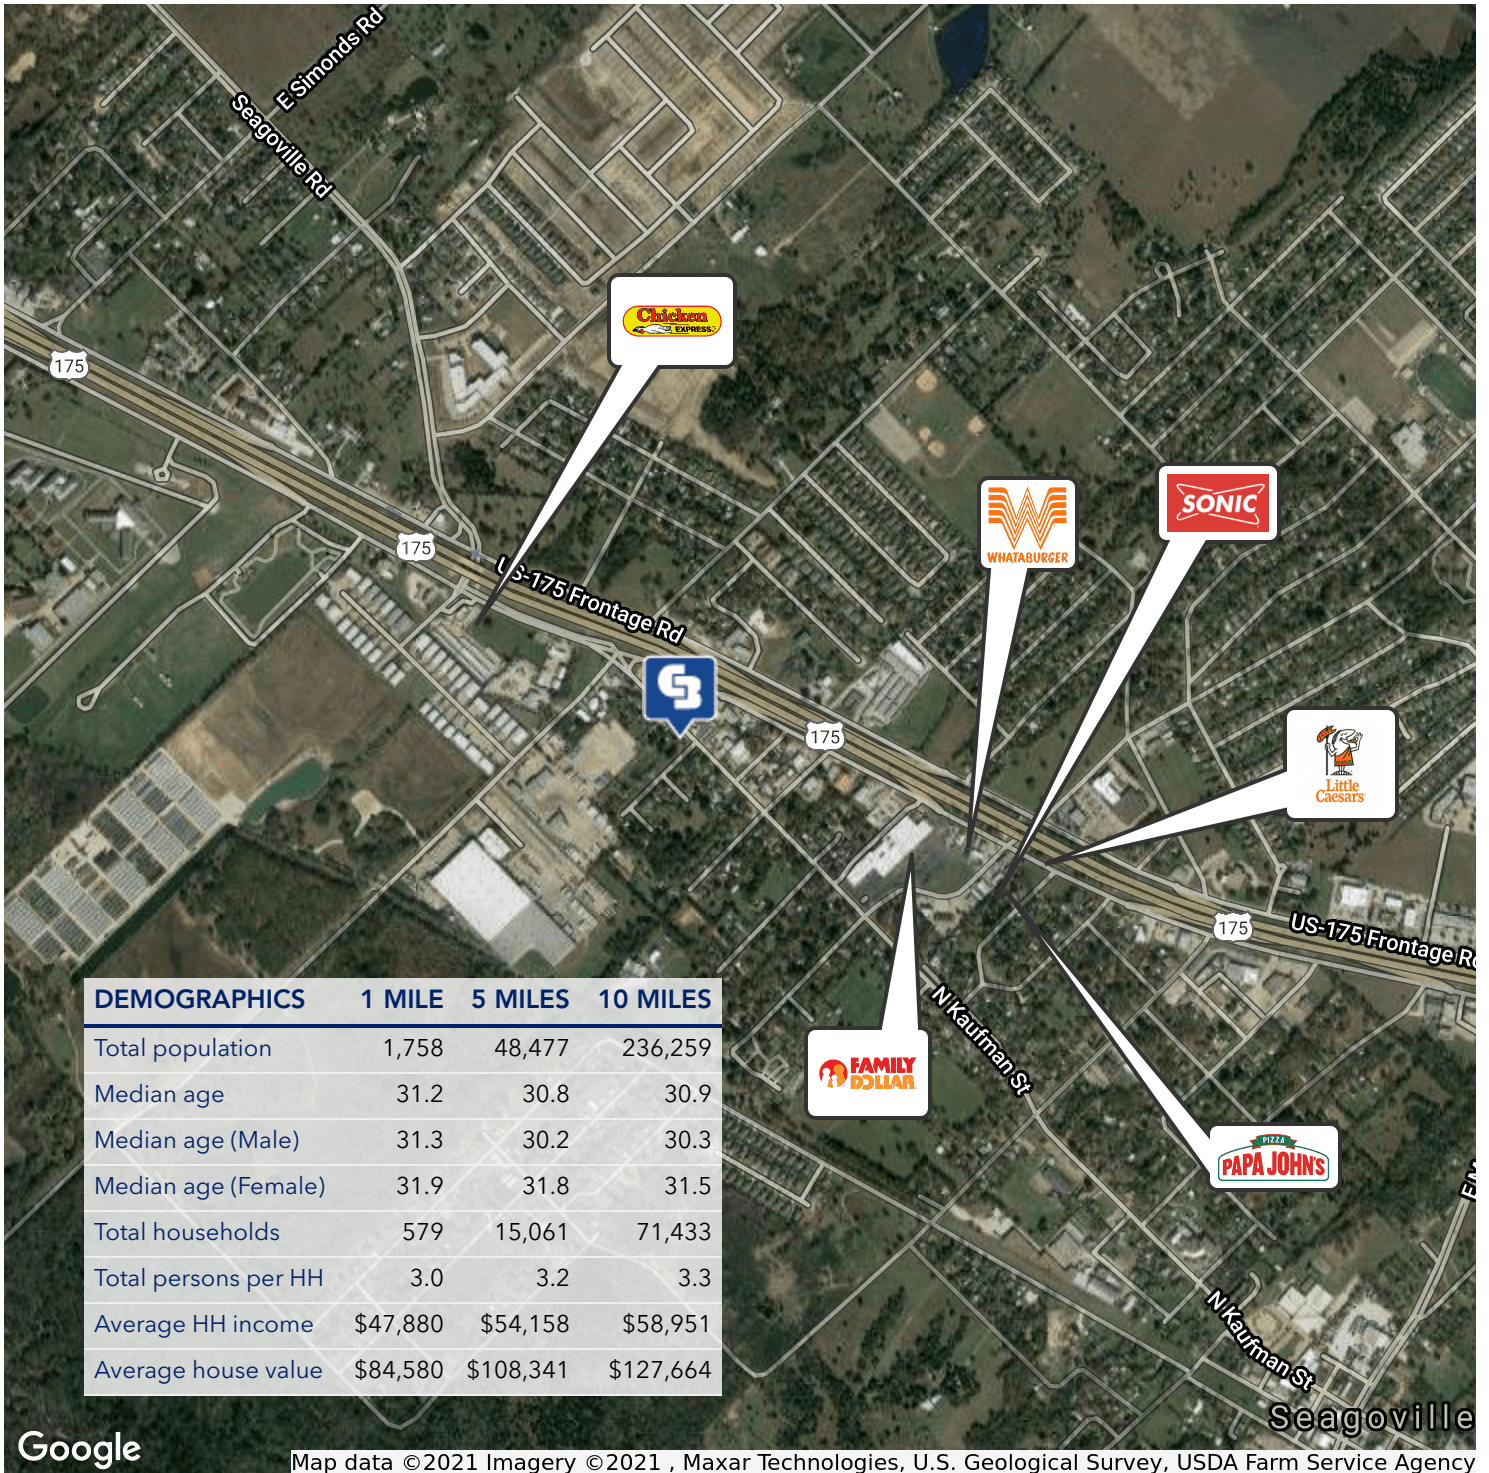 E Simonds Rd
Seagoville Rd
Chicken
EXPRESS
175
WHATABURGER
SONIC
175
US-175 Frontage Rd
CB
175
Little
Caesars
175
US-175 Frontage Rd
DEMOGRAPHICS 1 MILE 5 MILES 10 MILES
Total population 1,758 48,477 236,259
Median age 31.2 30.8 30.9
Median age (Male) 31.3 30.2 30.3
Median age (Female) 31.9 31.8 31.5
Total households 579 15,061 71,433
Total persons per HH 3.0 3.2 3.3
Average HH income $47,880 $54,158 $58,951
Average house value $84,580 $108,341 $127,664
N Kaufman St
FAMILY
DOLLAR
PIZZA
PAPA JOHN'S
FM
N Kaufman St
Seagoville
Google
Map data ©2021 Imagery ©2021 , Maxar Technologies, U.S. Geological Survey, USDA Farm Service Agency